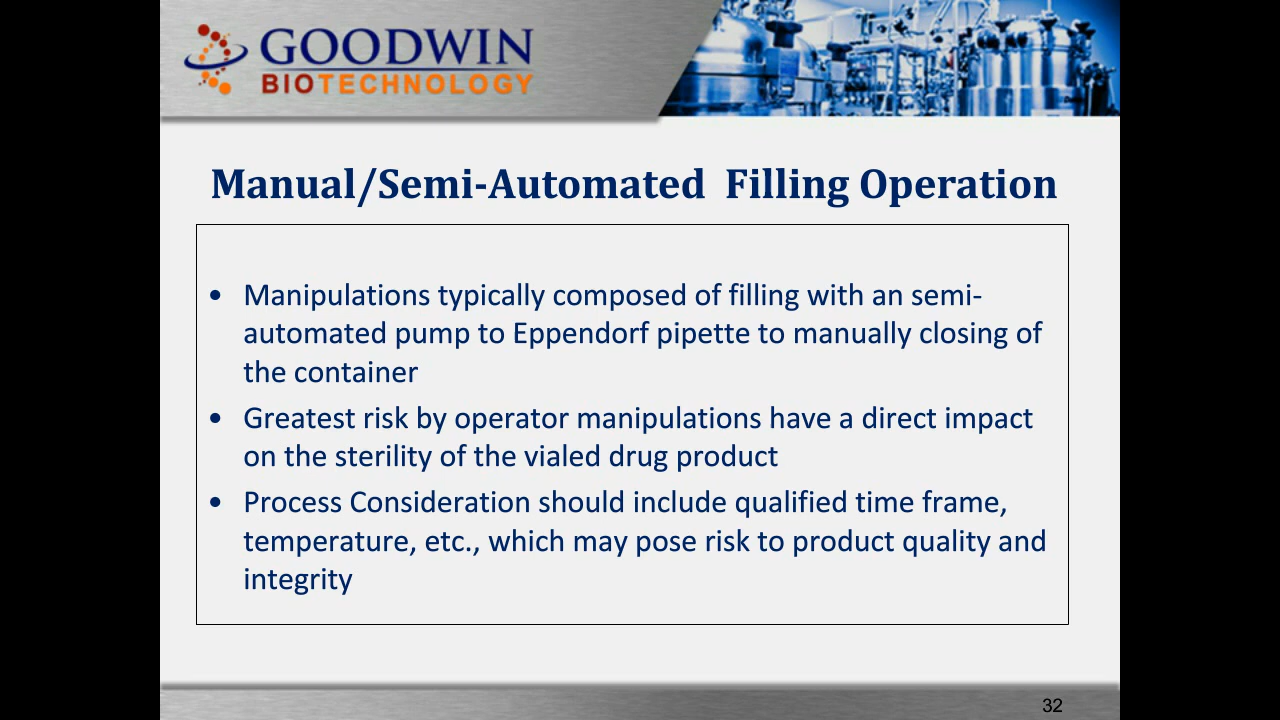 GOODWIN
BIOTECHNOLOGY
Manual/Semi-Automated  Filling Operation
• Manipulations typically composed of filling with an semi-
automated pump to Eppendorf pipette to manually closing of
the container
• Greatest risk by operator manipulations have a direct impact
on the sterility of the vialed drug product
• Process Consideration should include qualified time frame,
temperature, etc., which may pose risk to product quality and
integrity
32